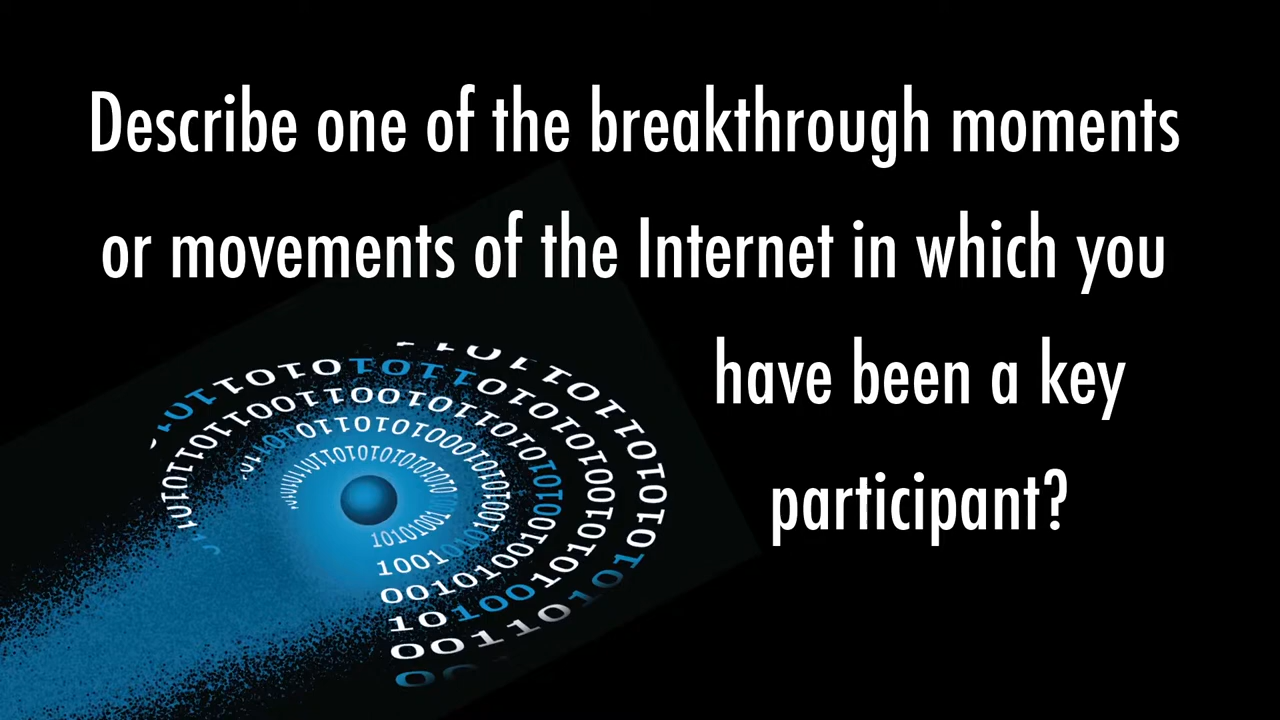 Describe one of the breakthrough moments
or movements of the Internet in which you
have been a key
participant?